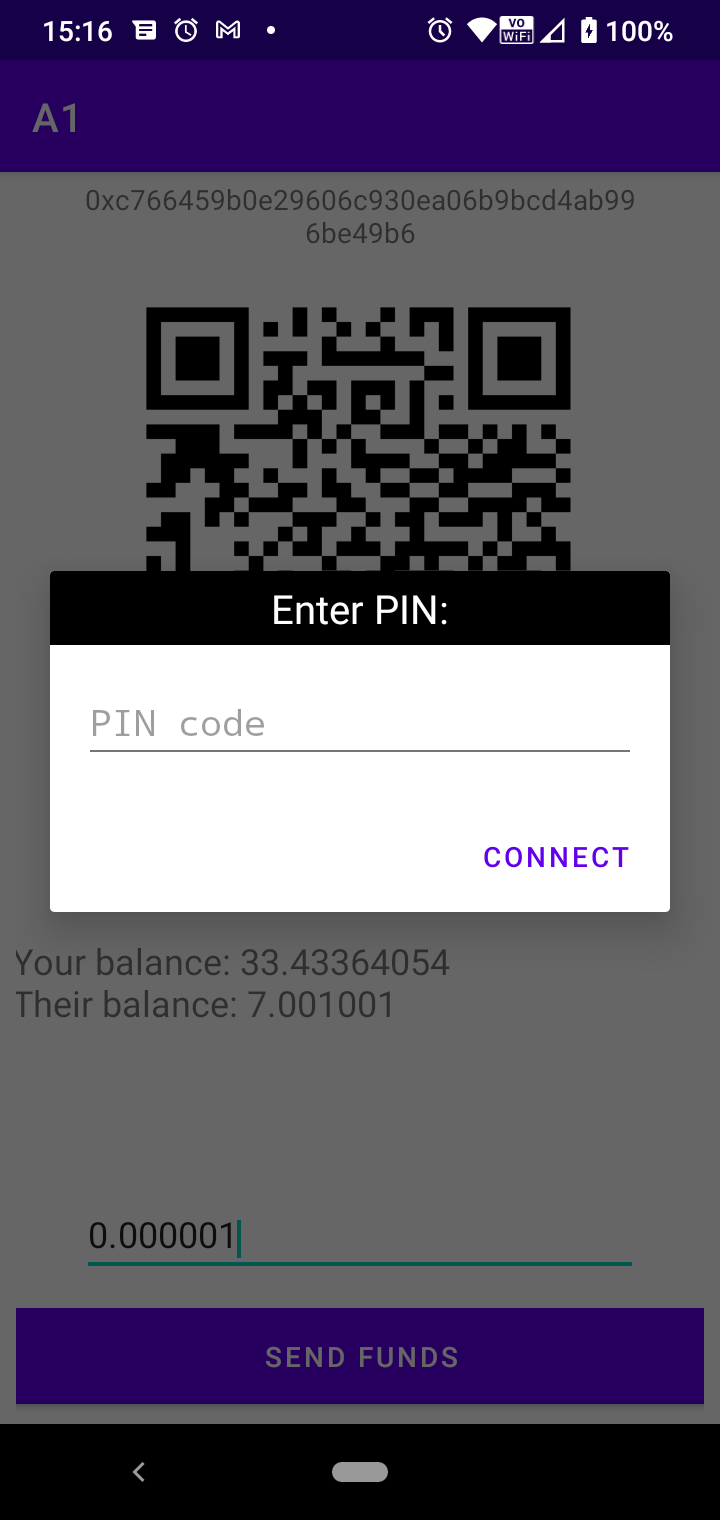 15:16
VO
WiFi
100%
A1
0xc766459b0e29606c930ea06b9bcd4ab99
6be49b6
Enter PIN:
PIN code
CONNECT
Your balance: 33.43364054
Their balance: 7.001001
0.000001
SEND FUNDS